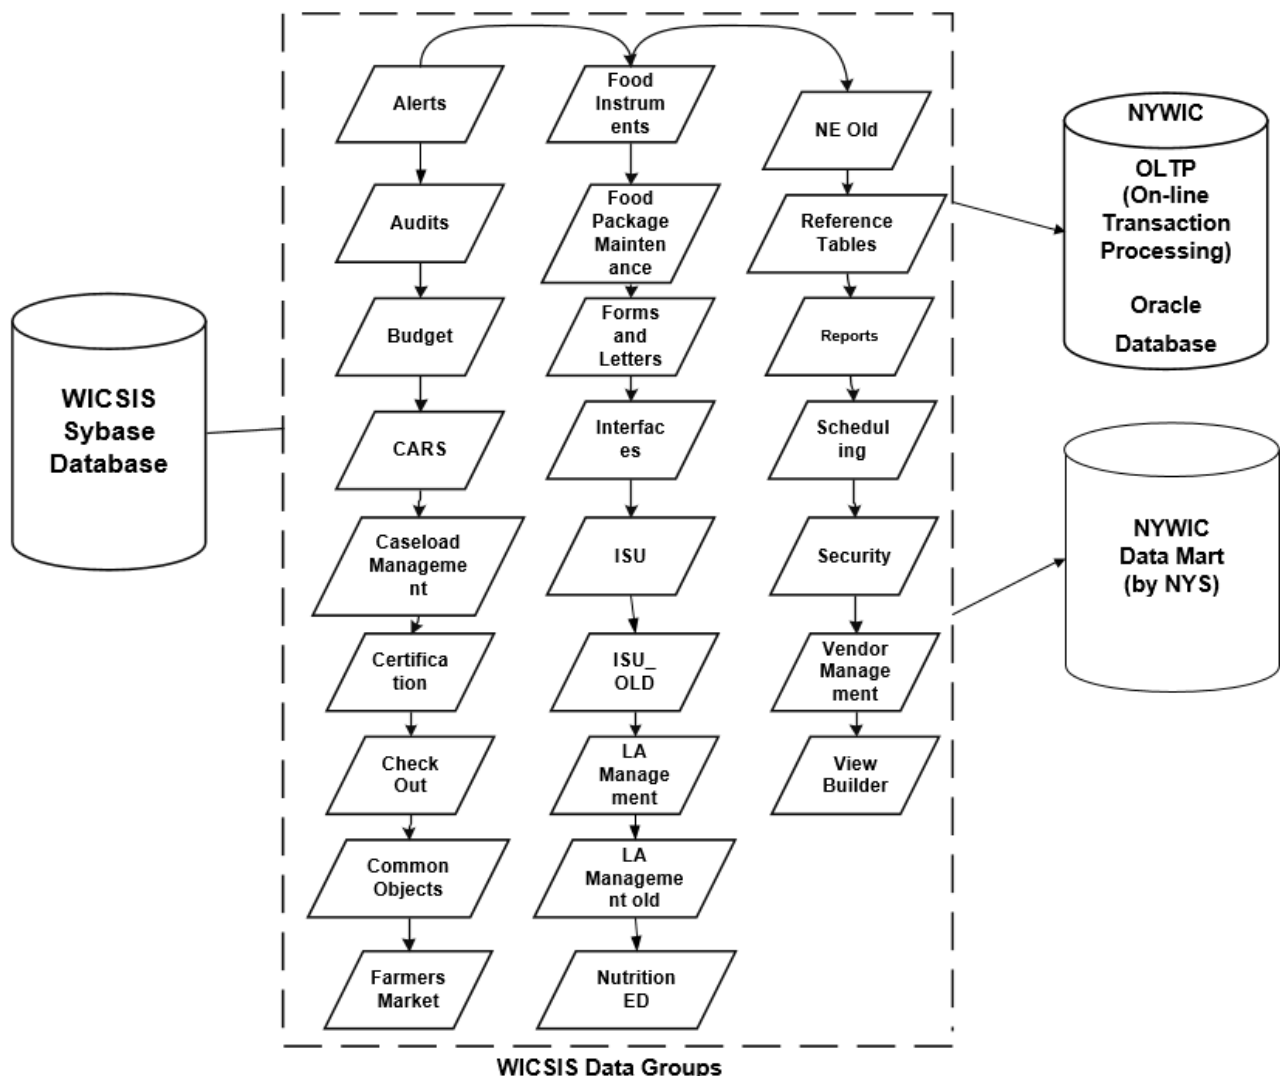 WICSIS
Sybase
Database
Alerts
Audits
Budget
CARS
Caseload
Manageme
nt
Certifica
tion
Check
Out
Common
Objects
Farmers
Market
Food
Instrum
ents
Food
Package
Mainten
ance
Forms
and
Letters
Interfac
es
ISU
ISU_
OLD
LA
Manage
ment
LA
Manageme
nt old
Nutrition
ED
NE Old
Reference
Tables
Reports
Schedul
ing
Security
Vendor
Manage
ment
View
Builder
WICSIS Data Groups
NYWIC
OLTP
(On-line
Transaction
Processing)
Oracle
Database
NYWIC
Data Mart
(by NYS)